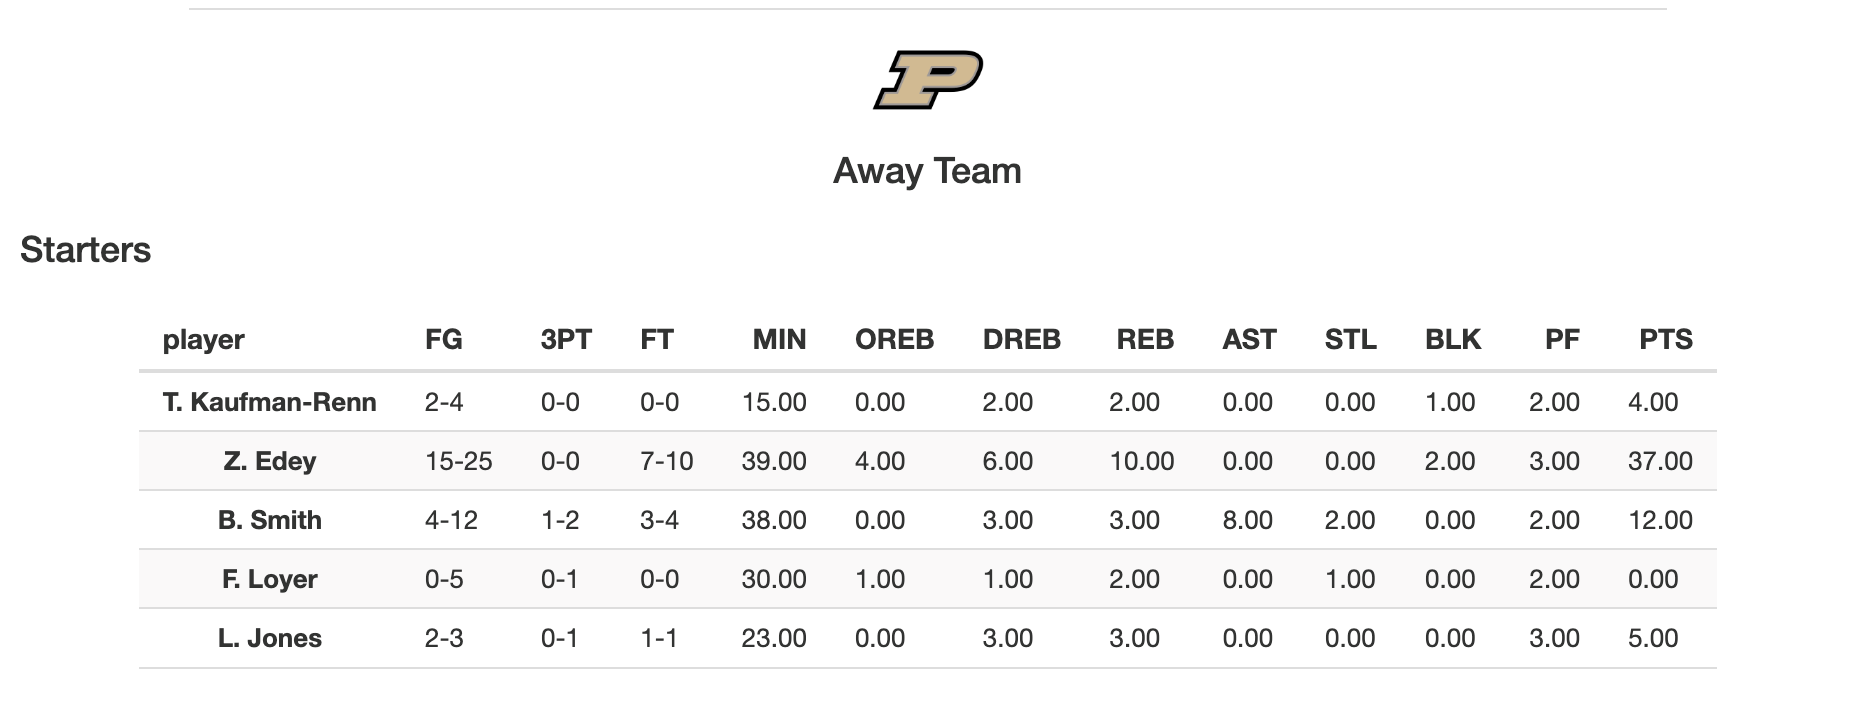 P
Away Team
Starters
player FG 3PT FT MIN OREB DREB REB AST STL BLK PF PTS
T. Kaufman-Renn 2-4 0-0 0-0 15.00 0.00 2.00 2.00 0.00 0.00 1.00 2.00 4.00
Z. Edey 15-25 0-0 7-10 39.00 4.00 6.00 10.00 0.00 0.00 2.00 3.00 37.00
B. Smith 4-12 1-2 3-4 38.00 0.00 3.00 3.00 8.00 2.00 0.00 2.00 12.00
F. Loyer 0-5 0-1 0-0 30.00 1.00 1.00 2.00 0.00 1.00 0.00 2.00 0.00
L. Jones 2-3 0-1 1-1 23.00 0.00 3.00 3.00 0.00 0.00 0.00 3.00 5.00